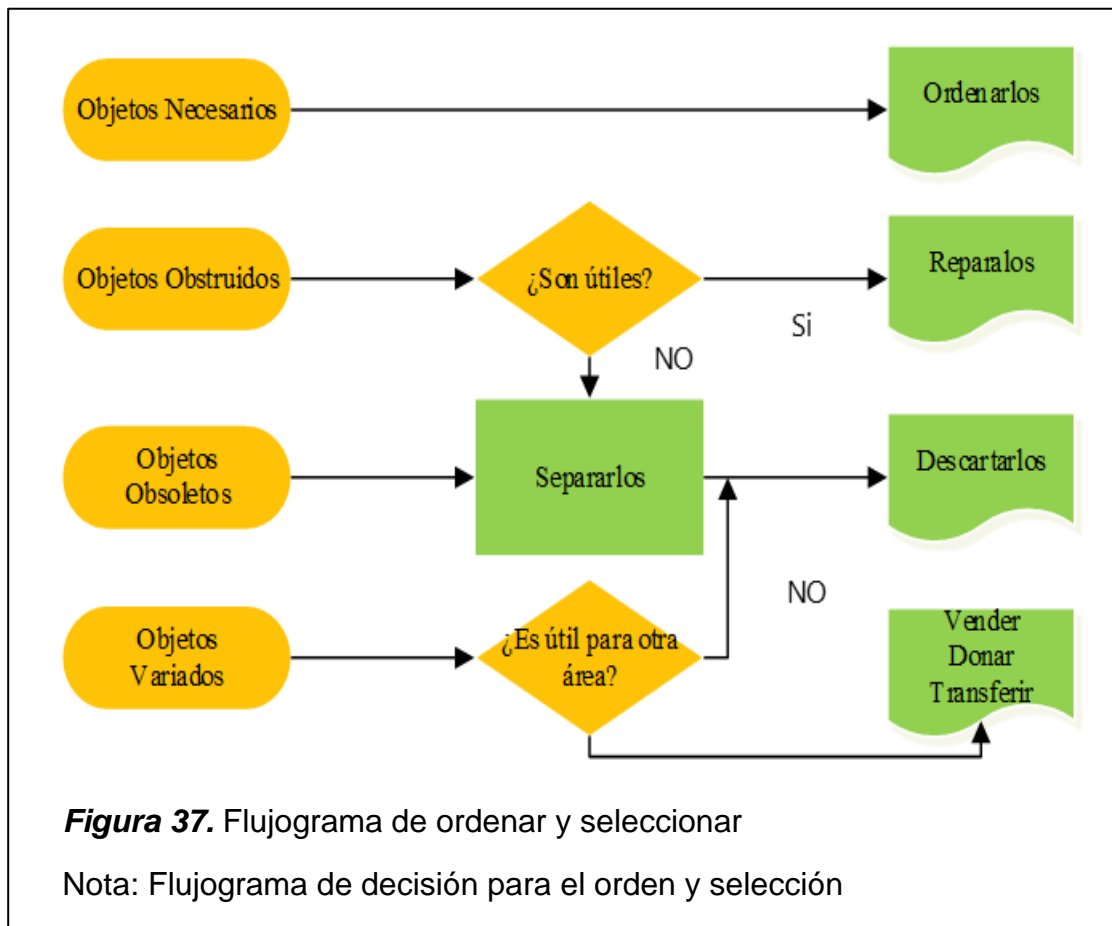 Objetos Necesarios
Ordenarlos
Objetos Obstruidos
¿Son útiles?
Si
Reparalos
NO
Objetos
Obsoletos
Separarlos
Descartarlos
Objetos
Variados
¿Es útil para otra
área?
NO
Vender
Donar
Transferir
Figura 37. Flujograma de ordenar y seleccionar
Nota: Flujograma de decisión para el orden y selección